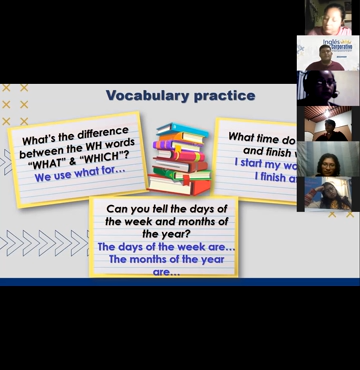 Vocabulary practice
What's the difference
between the WH words
"WHAT" & "WHICH"?
We use what for…
What time do
and finish
I start my wo
I finish a
Can you tell the days of
the week and months of
the year?
The days of the week are…
The months of the year
are…
Inglés
Corporative